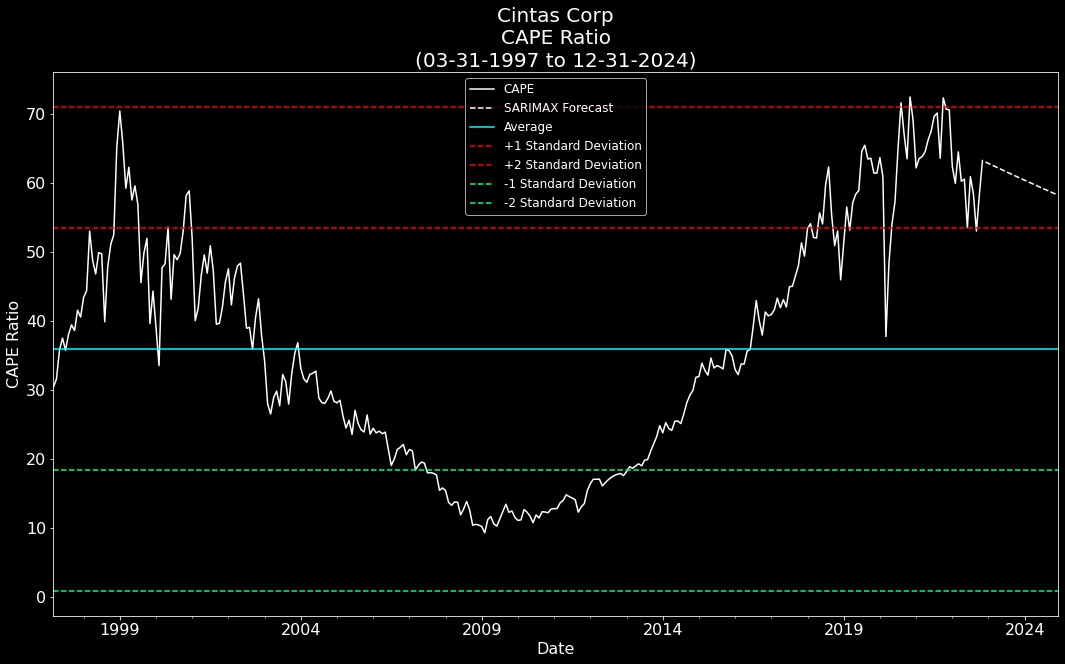 Cintas Corp
CAPE Ratio
(03-31-1997 to 12-31-2024)
CAPE
SARIMAX Forecast
Average
+1 Standard Deviation
+2 Standard Deviation
-1 Standard Deviation
-2 Standard Deviation
CAPE Ratio
70
60
50
40
30
20
10
0
1999 2004 2009 2014 2019 2024
Date